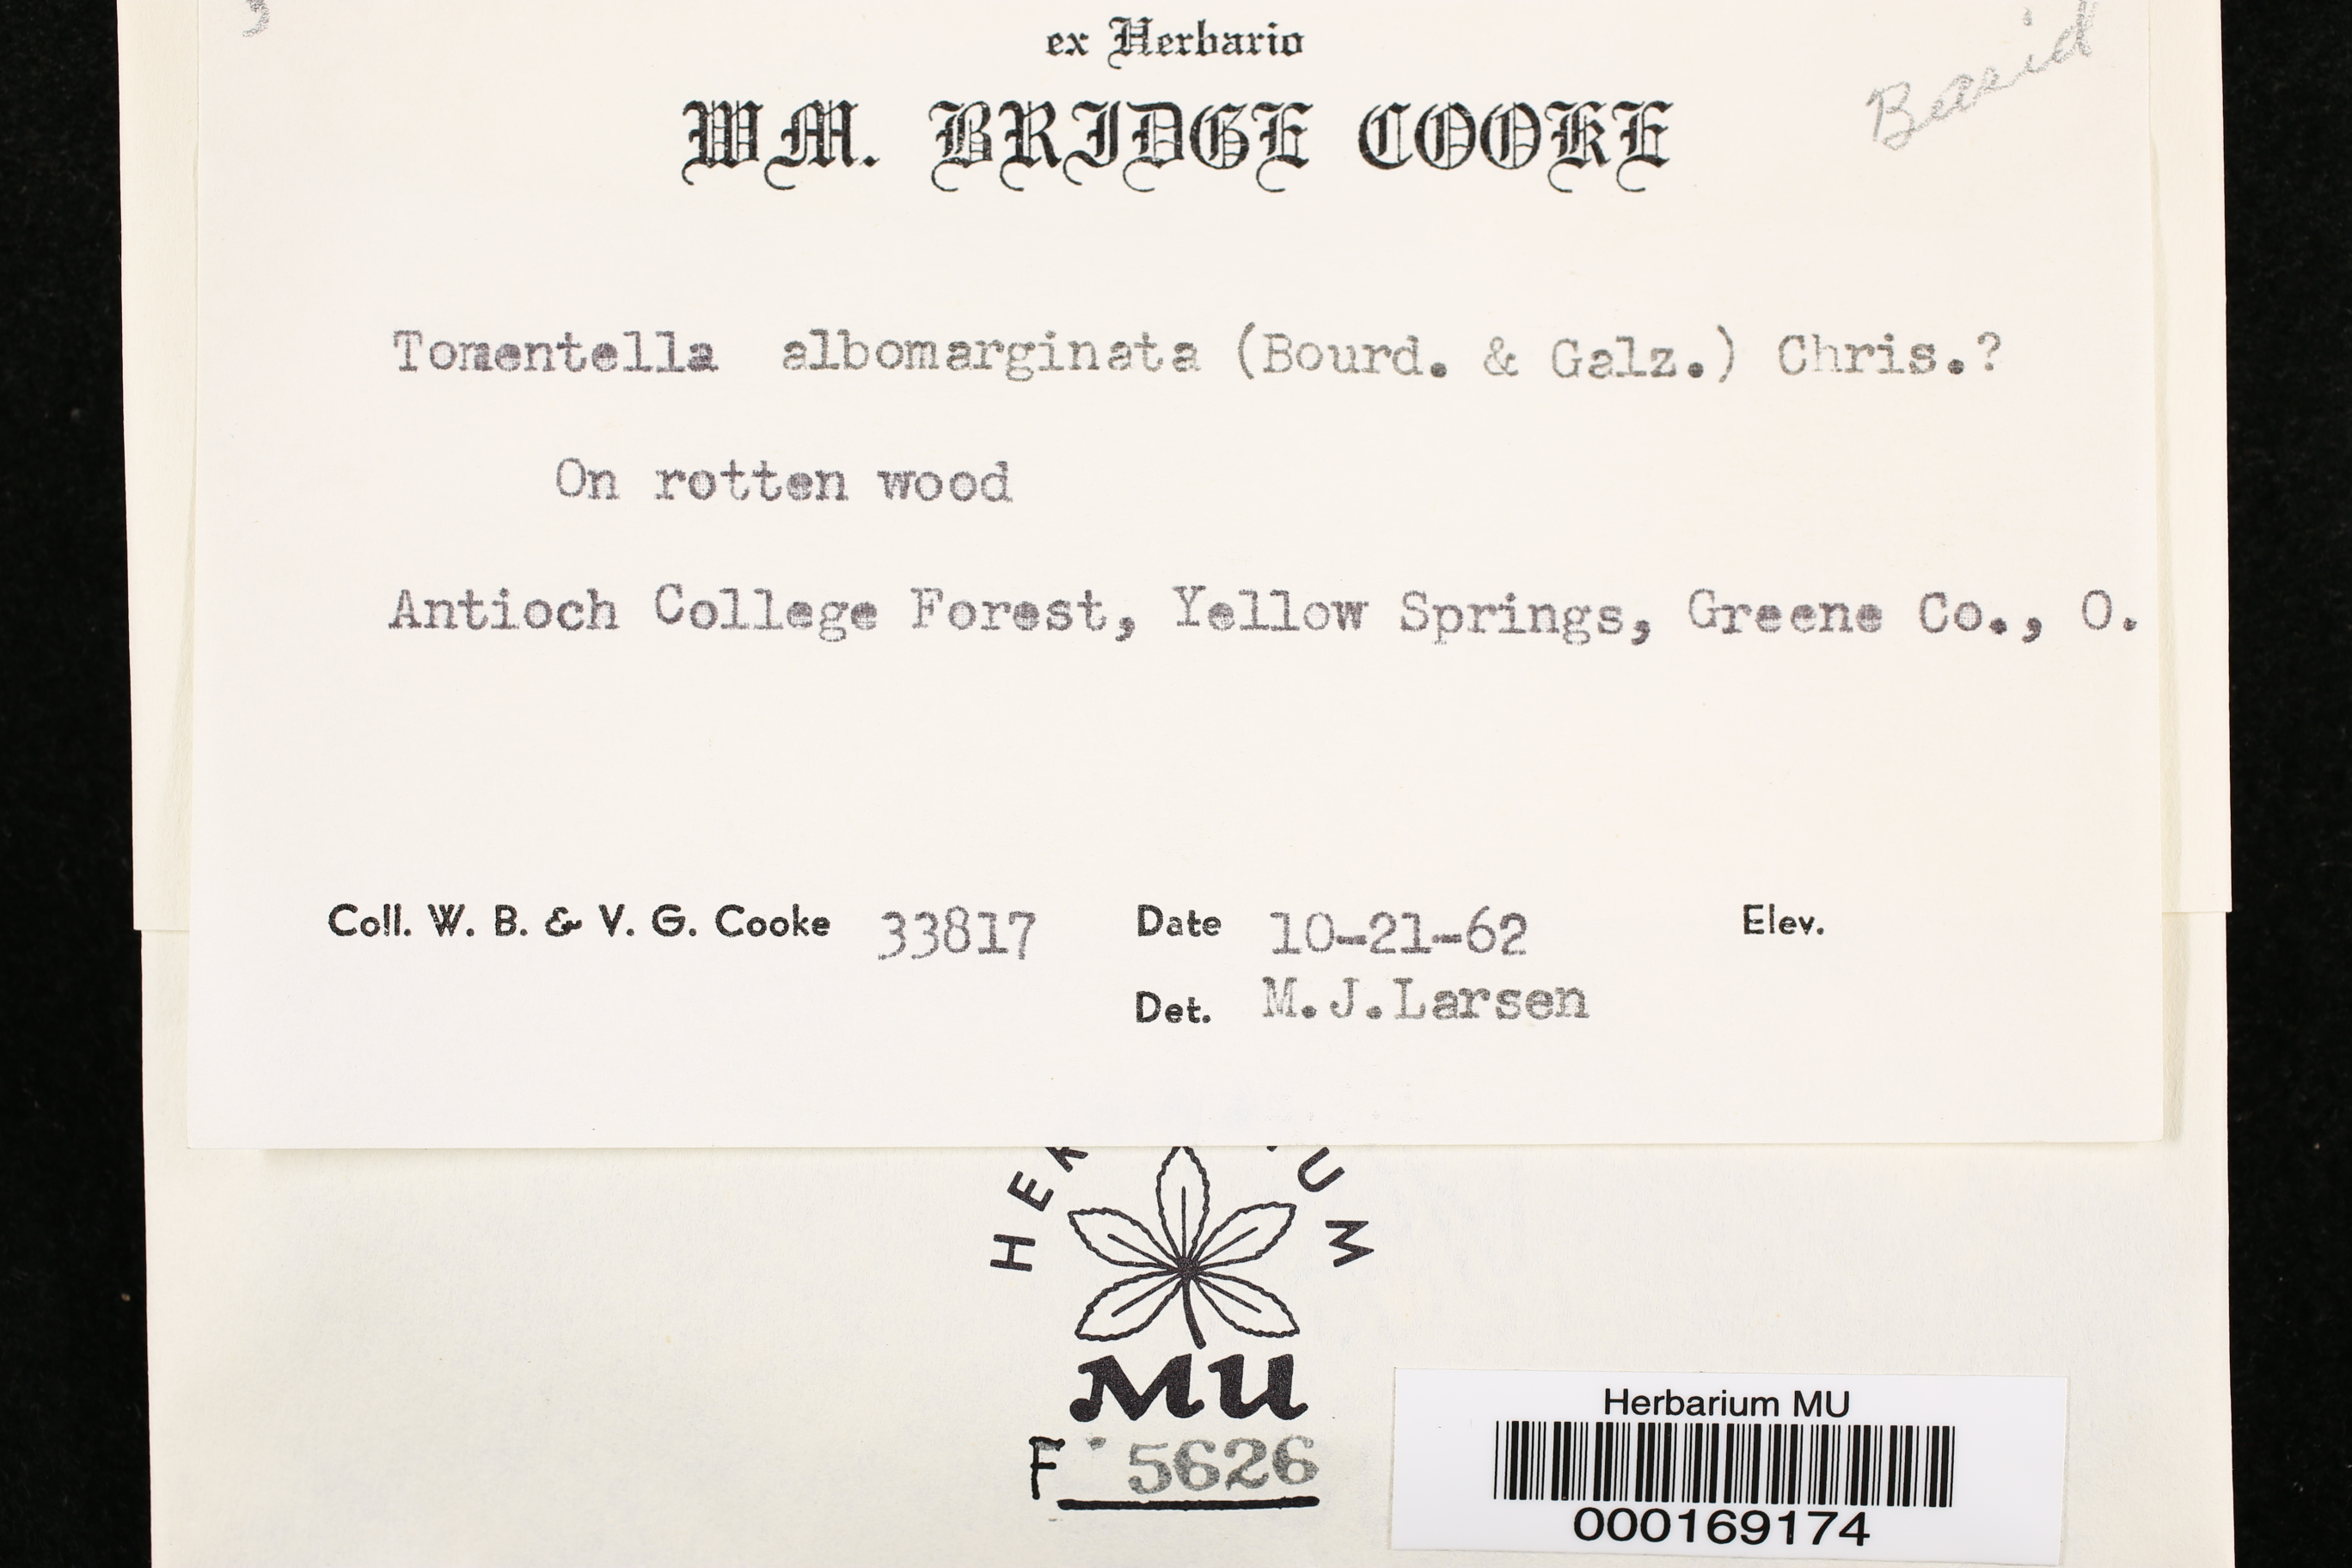 ex Herbario
Basid
WM. BRIDGE COOKE
Tomentella albomarginata (Bourd. & Galz.) Chris.?
On rotten wood
Antioch College Forest, Yellow Springs, Greene Co., O.
Coll. W. B. & V. G. Cooke 33817 Date 10-21-62 Elev.
Det. M.J.Larsen
MU
F 5626
Herbarium MU
000169174